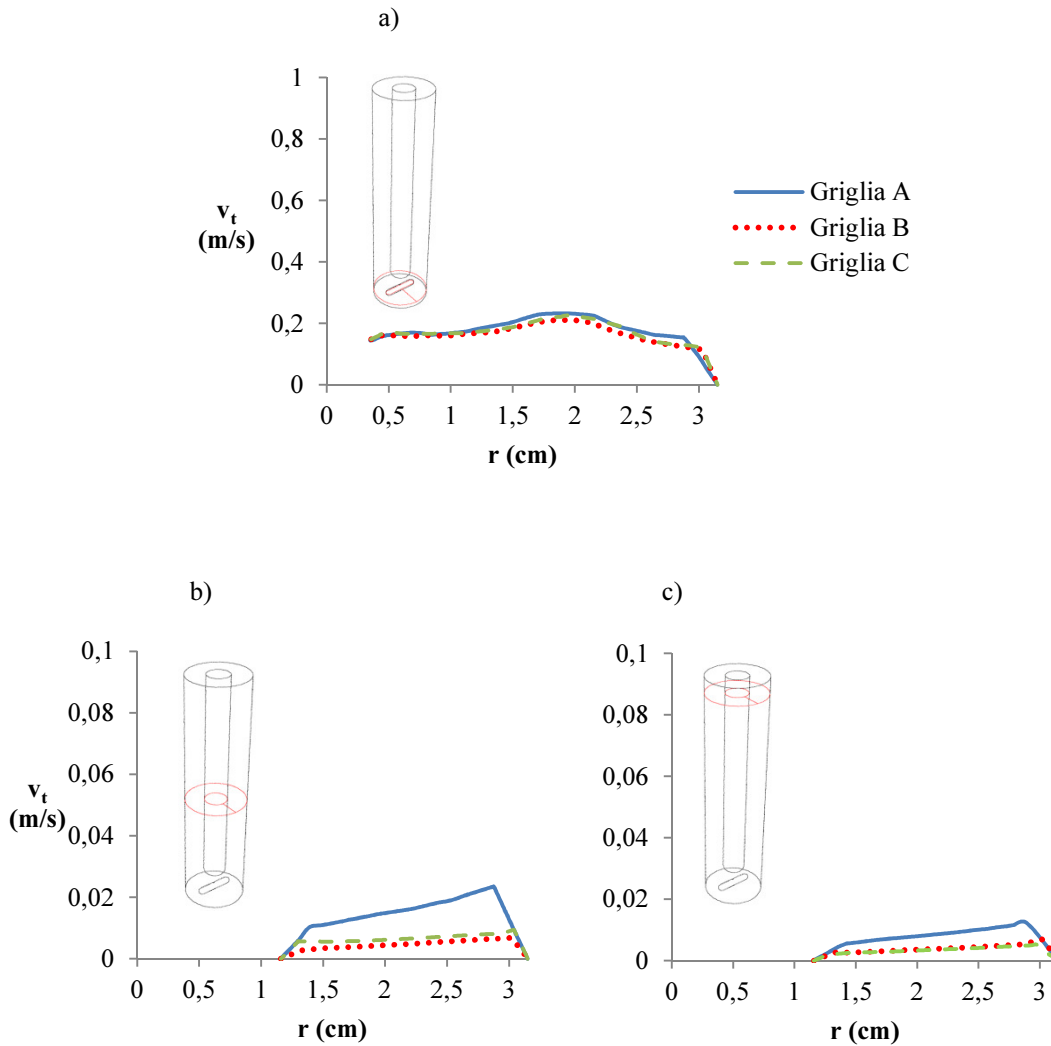 a)
1
0,8
0,6
0,4
0,2
0
v_t
(m/s)
0 0,5 1 1,5 2 2,5 3
r (cm)
Griglia A
Griglia B
Griglia C
b)
0,1
0,08
0,06
0,04
0,02
0
v_t
(m/s)
0 0,5 1 1,5 2 2,5 3
r (cm)
c)
0,1
0,08
0,06
0,04
0,02
0
0 0,5 1 1,5 2 2,5 3
r (cm)